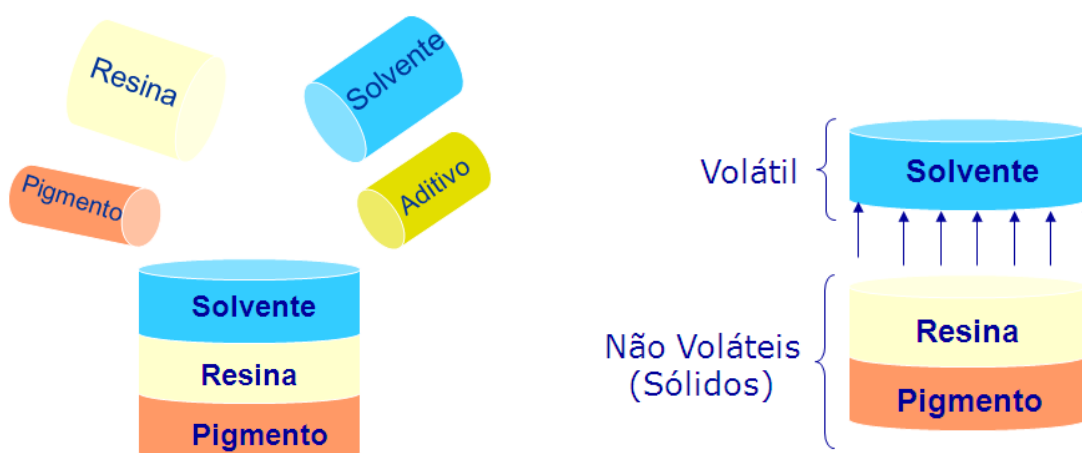 Resina
Solvente
Pigmento
Aditivo
Solvente
Resina
Pigmento
Volátil
Solvente
Não Voláteis
(Sólidos)
Resina
Pigmento